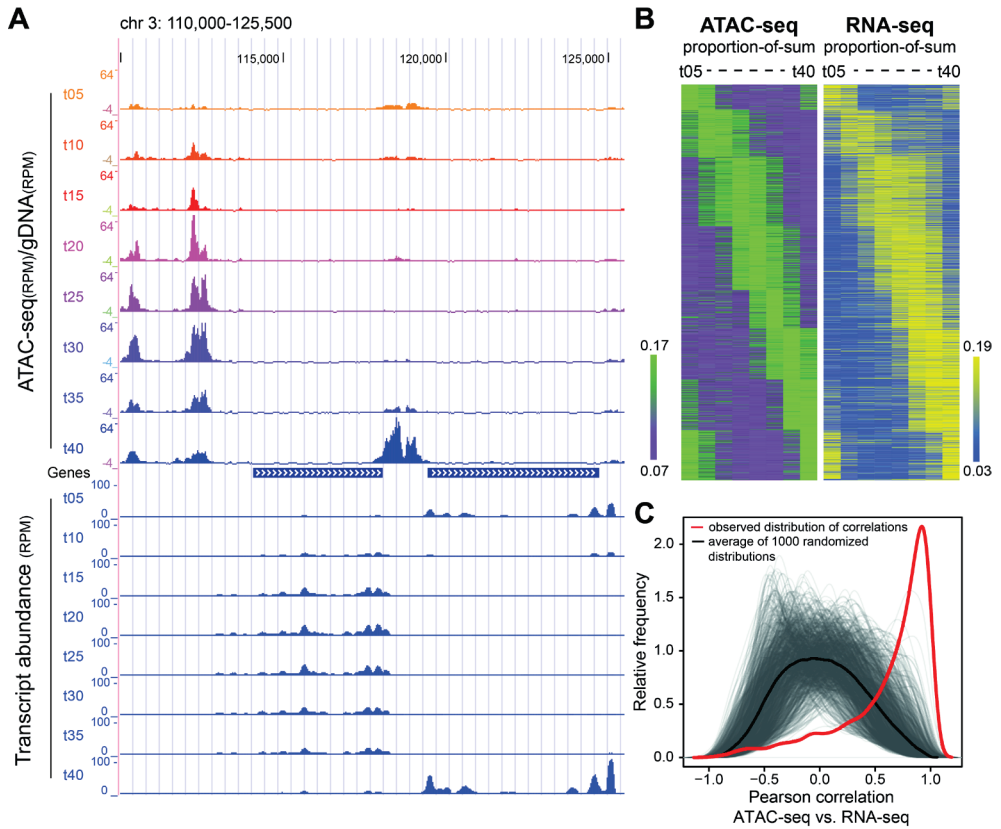 A
chr 3: 110,000-125,500
115,000
120,000
125,000
ATAC-seq(RPM)/gDNA(RPM)
t05
64
-4
t10
64
-4
t15
64
-4
t20
64
-4
t25
64
-4
t30
64
-4
t35
64
-4
t40
64
-4
Genes
Transcript abundance (RPM)
t05
100
0
t10
100
0
t15
100
0
t20
100
0
t25
100
0
t30
100
0
t35
100
0
t40
100
0
B
ATAC-seq
proportion-of-sum
t05 - - - - - - - t40
RNA-seq
proportion-of-sum
t05 - - - - - - - t40
0.17
0.07
0.19
0.03
C
observed distribution of correlations
average of 1000 randomized
distributions
Relative frequency
2.0
1.5
1.0
0.5
0.0
−1.0
−0.5
0.0
0.5
1.0
Pearson correlation
ATAC-seq vs. RNA-seq